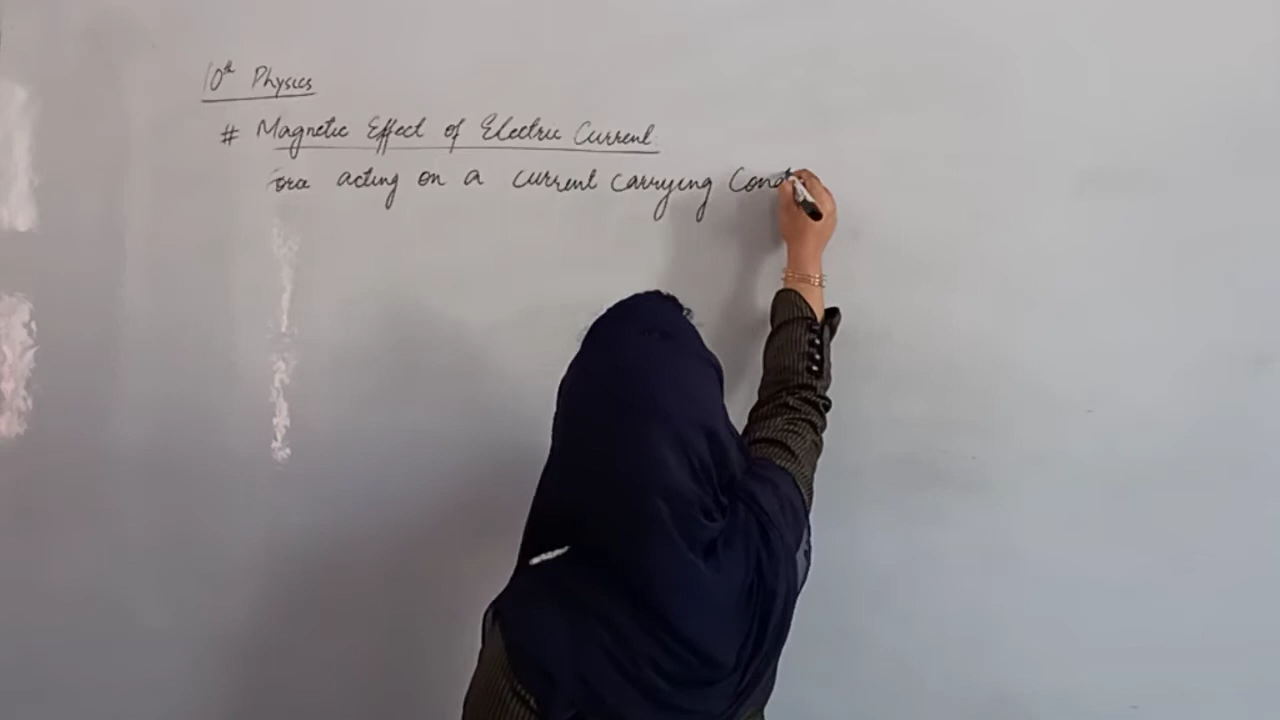 10th Physics
# Magnetic Effect of Electric Current.
Force acting on a current carrying Cond